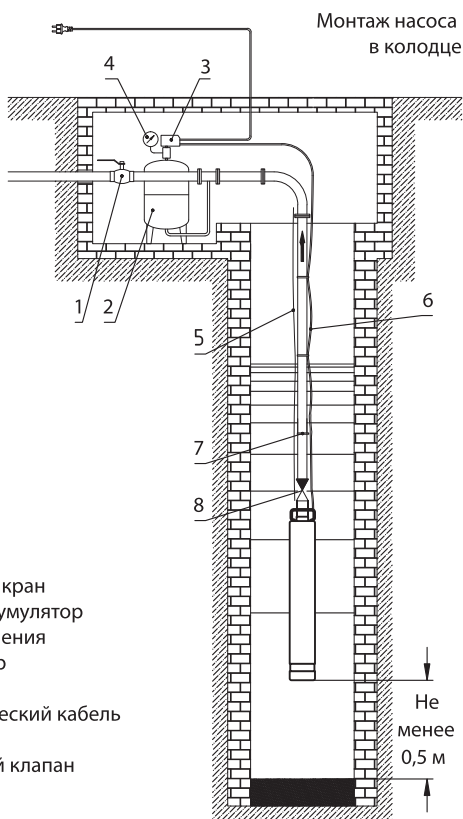 Монтаж насоса
в колодце
4
3
1
2
5
6
7
8
кран
умулятор
ения
р
еский кабель
й клапан
Не
менее
0,5 м